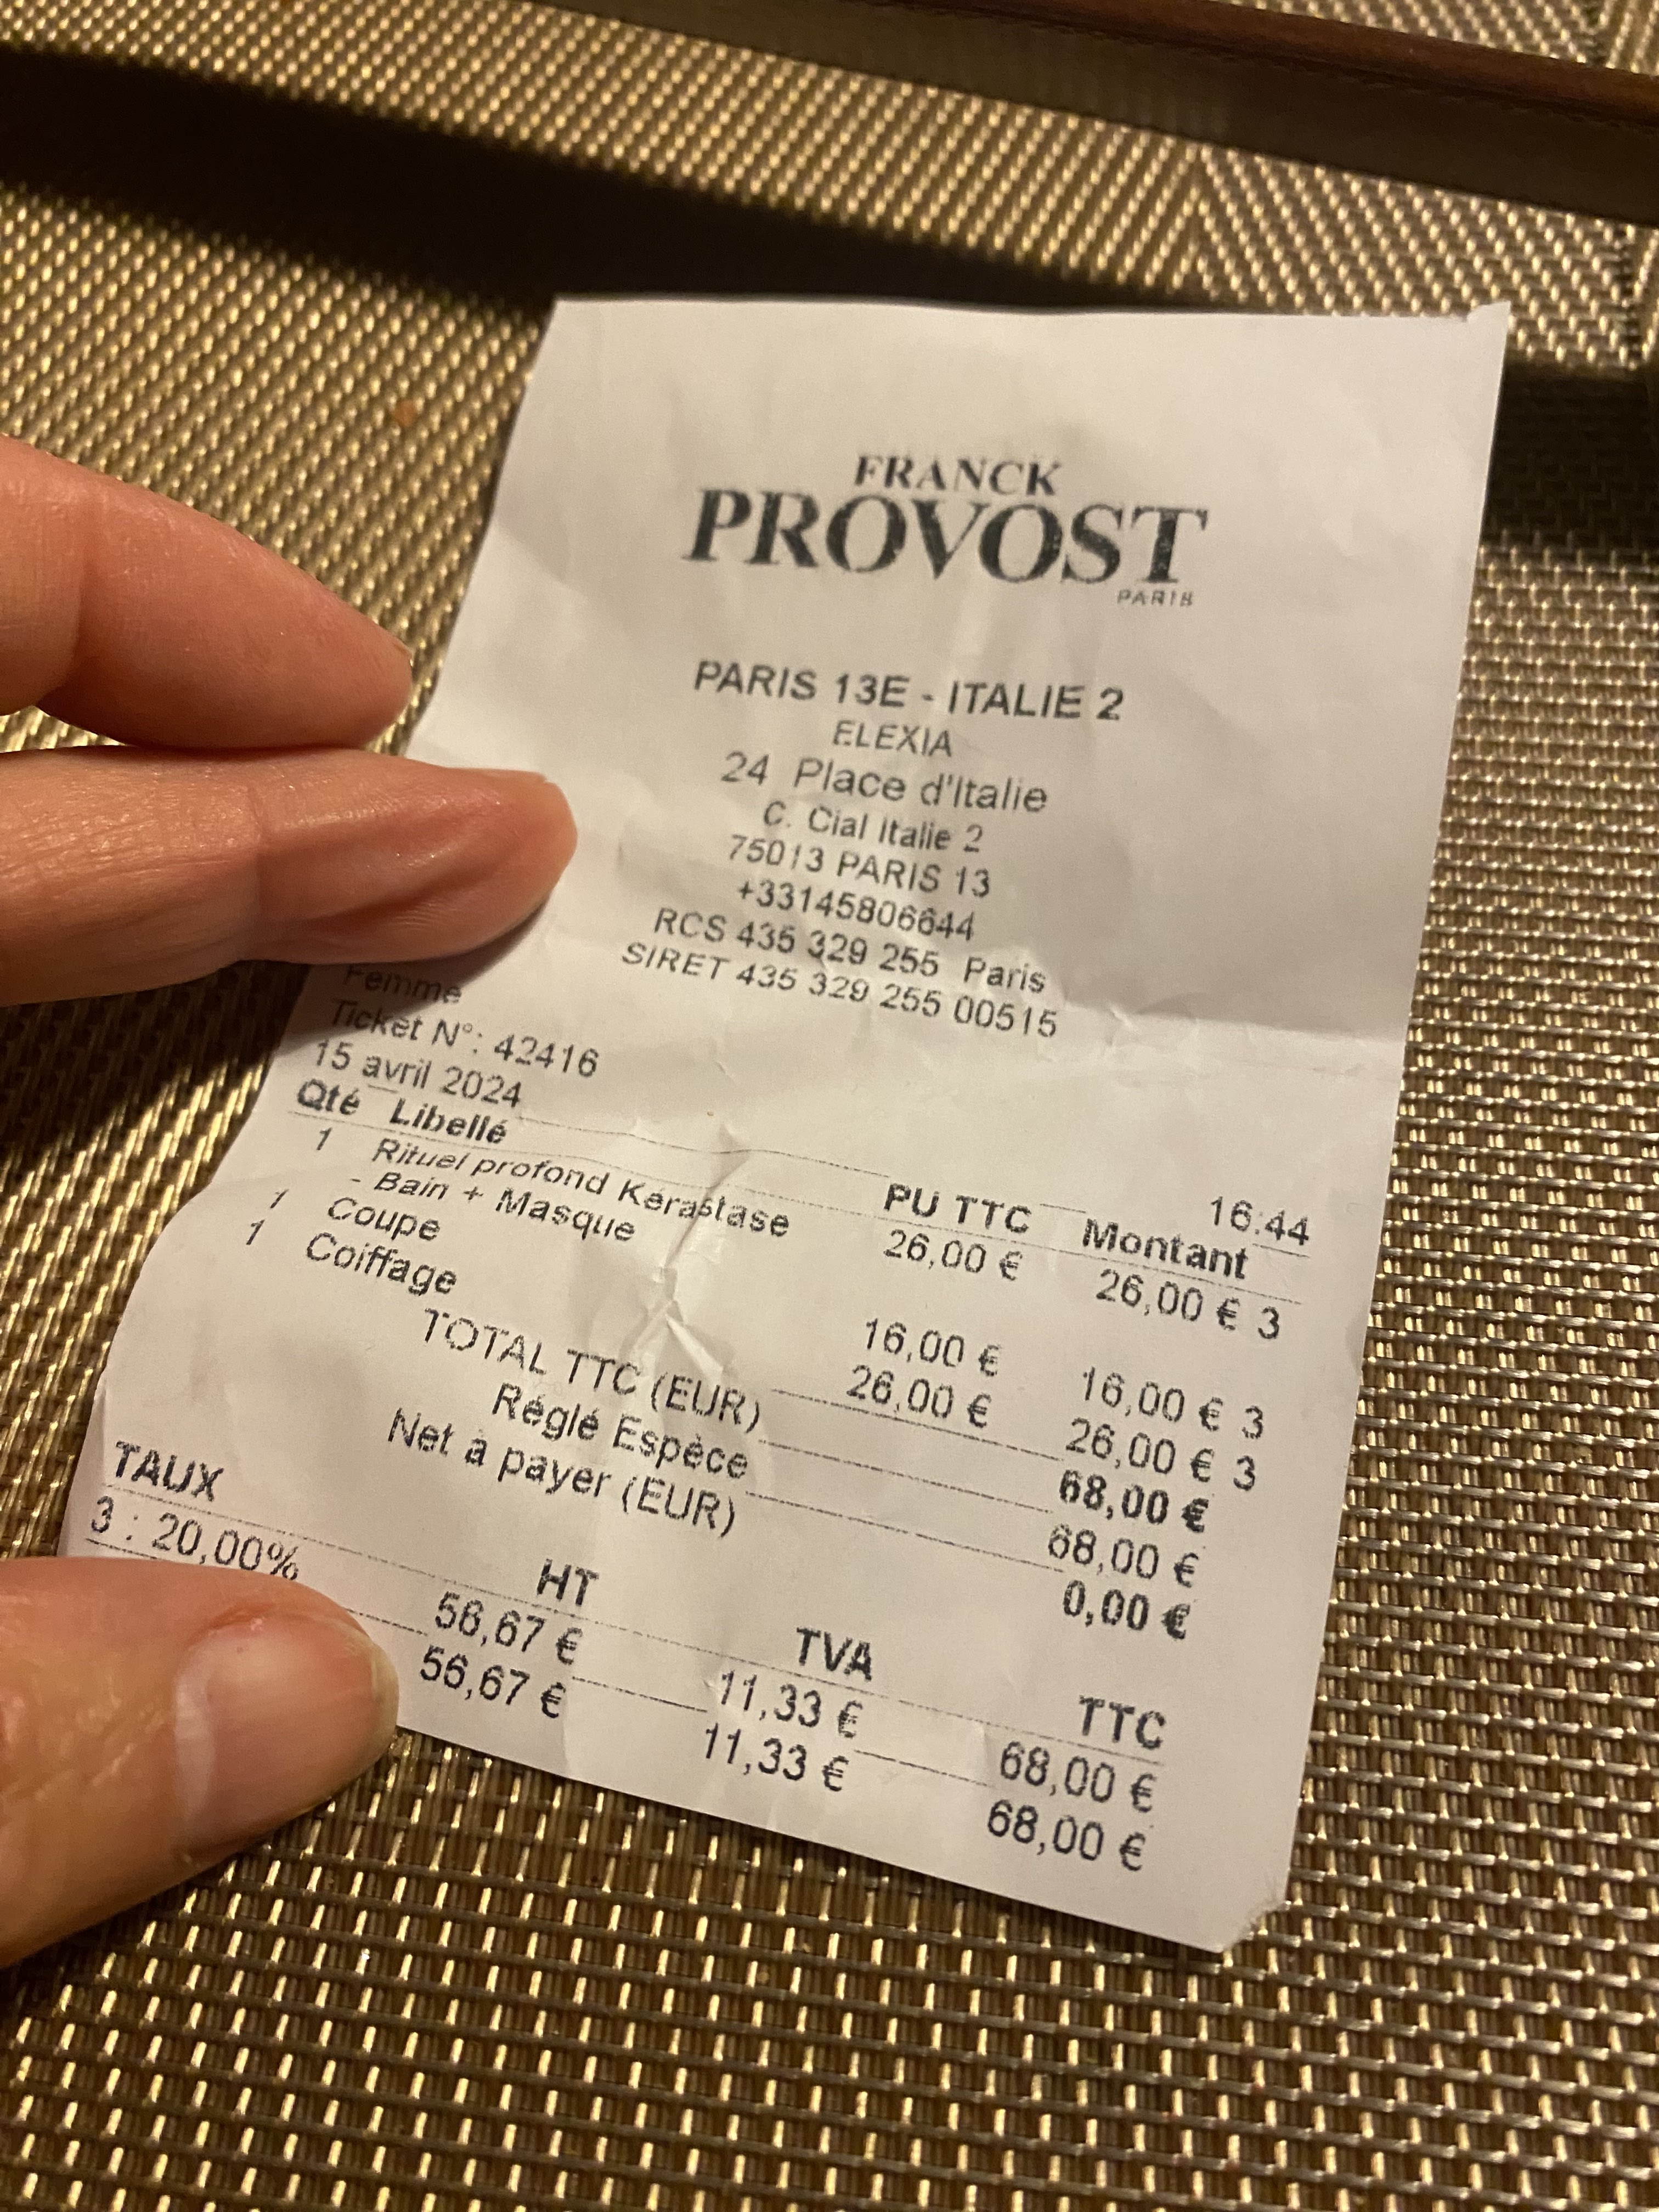 FRANCK
PROVOST
PARIS
PARIS 13E - ITALIE 2
ELEXIA
24 Place d'Italie
C. Cial Italie 2
75013 PARIS 13
+33145806644
RCS 435 329 255 Paris
SIRET 435 329 255 00515
Femme
Ticket N°: 42416
15 avril 2024 16:44
Qté Libellé PU TTC Montant
1 Rituel profond Kérastase 26,00 € 26,00 € 3
- Bain + Masque
1 Coupe 16,00 € 16,00 € 3
1 Coiffage 26,00 € 26,00 € 3
TOTAL TTC (EUR) 68,00 €
Réglé Espèce 68,00 €
Net à payer (EUR) 0,00 €
TAUX HT TVA TTC
3 : 20,00% 56,67 € 11,33 € 68,00 €
56,67 € 11,33 € 68,00 €